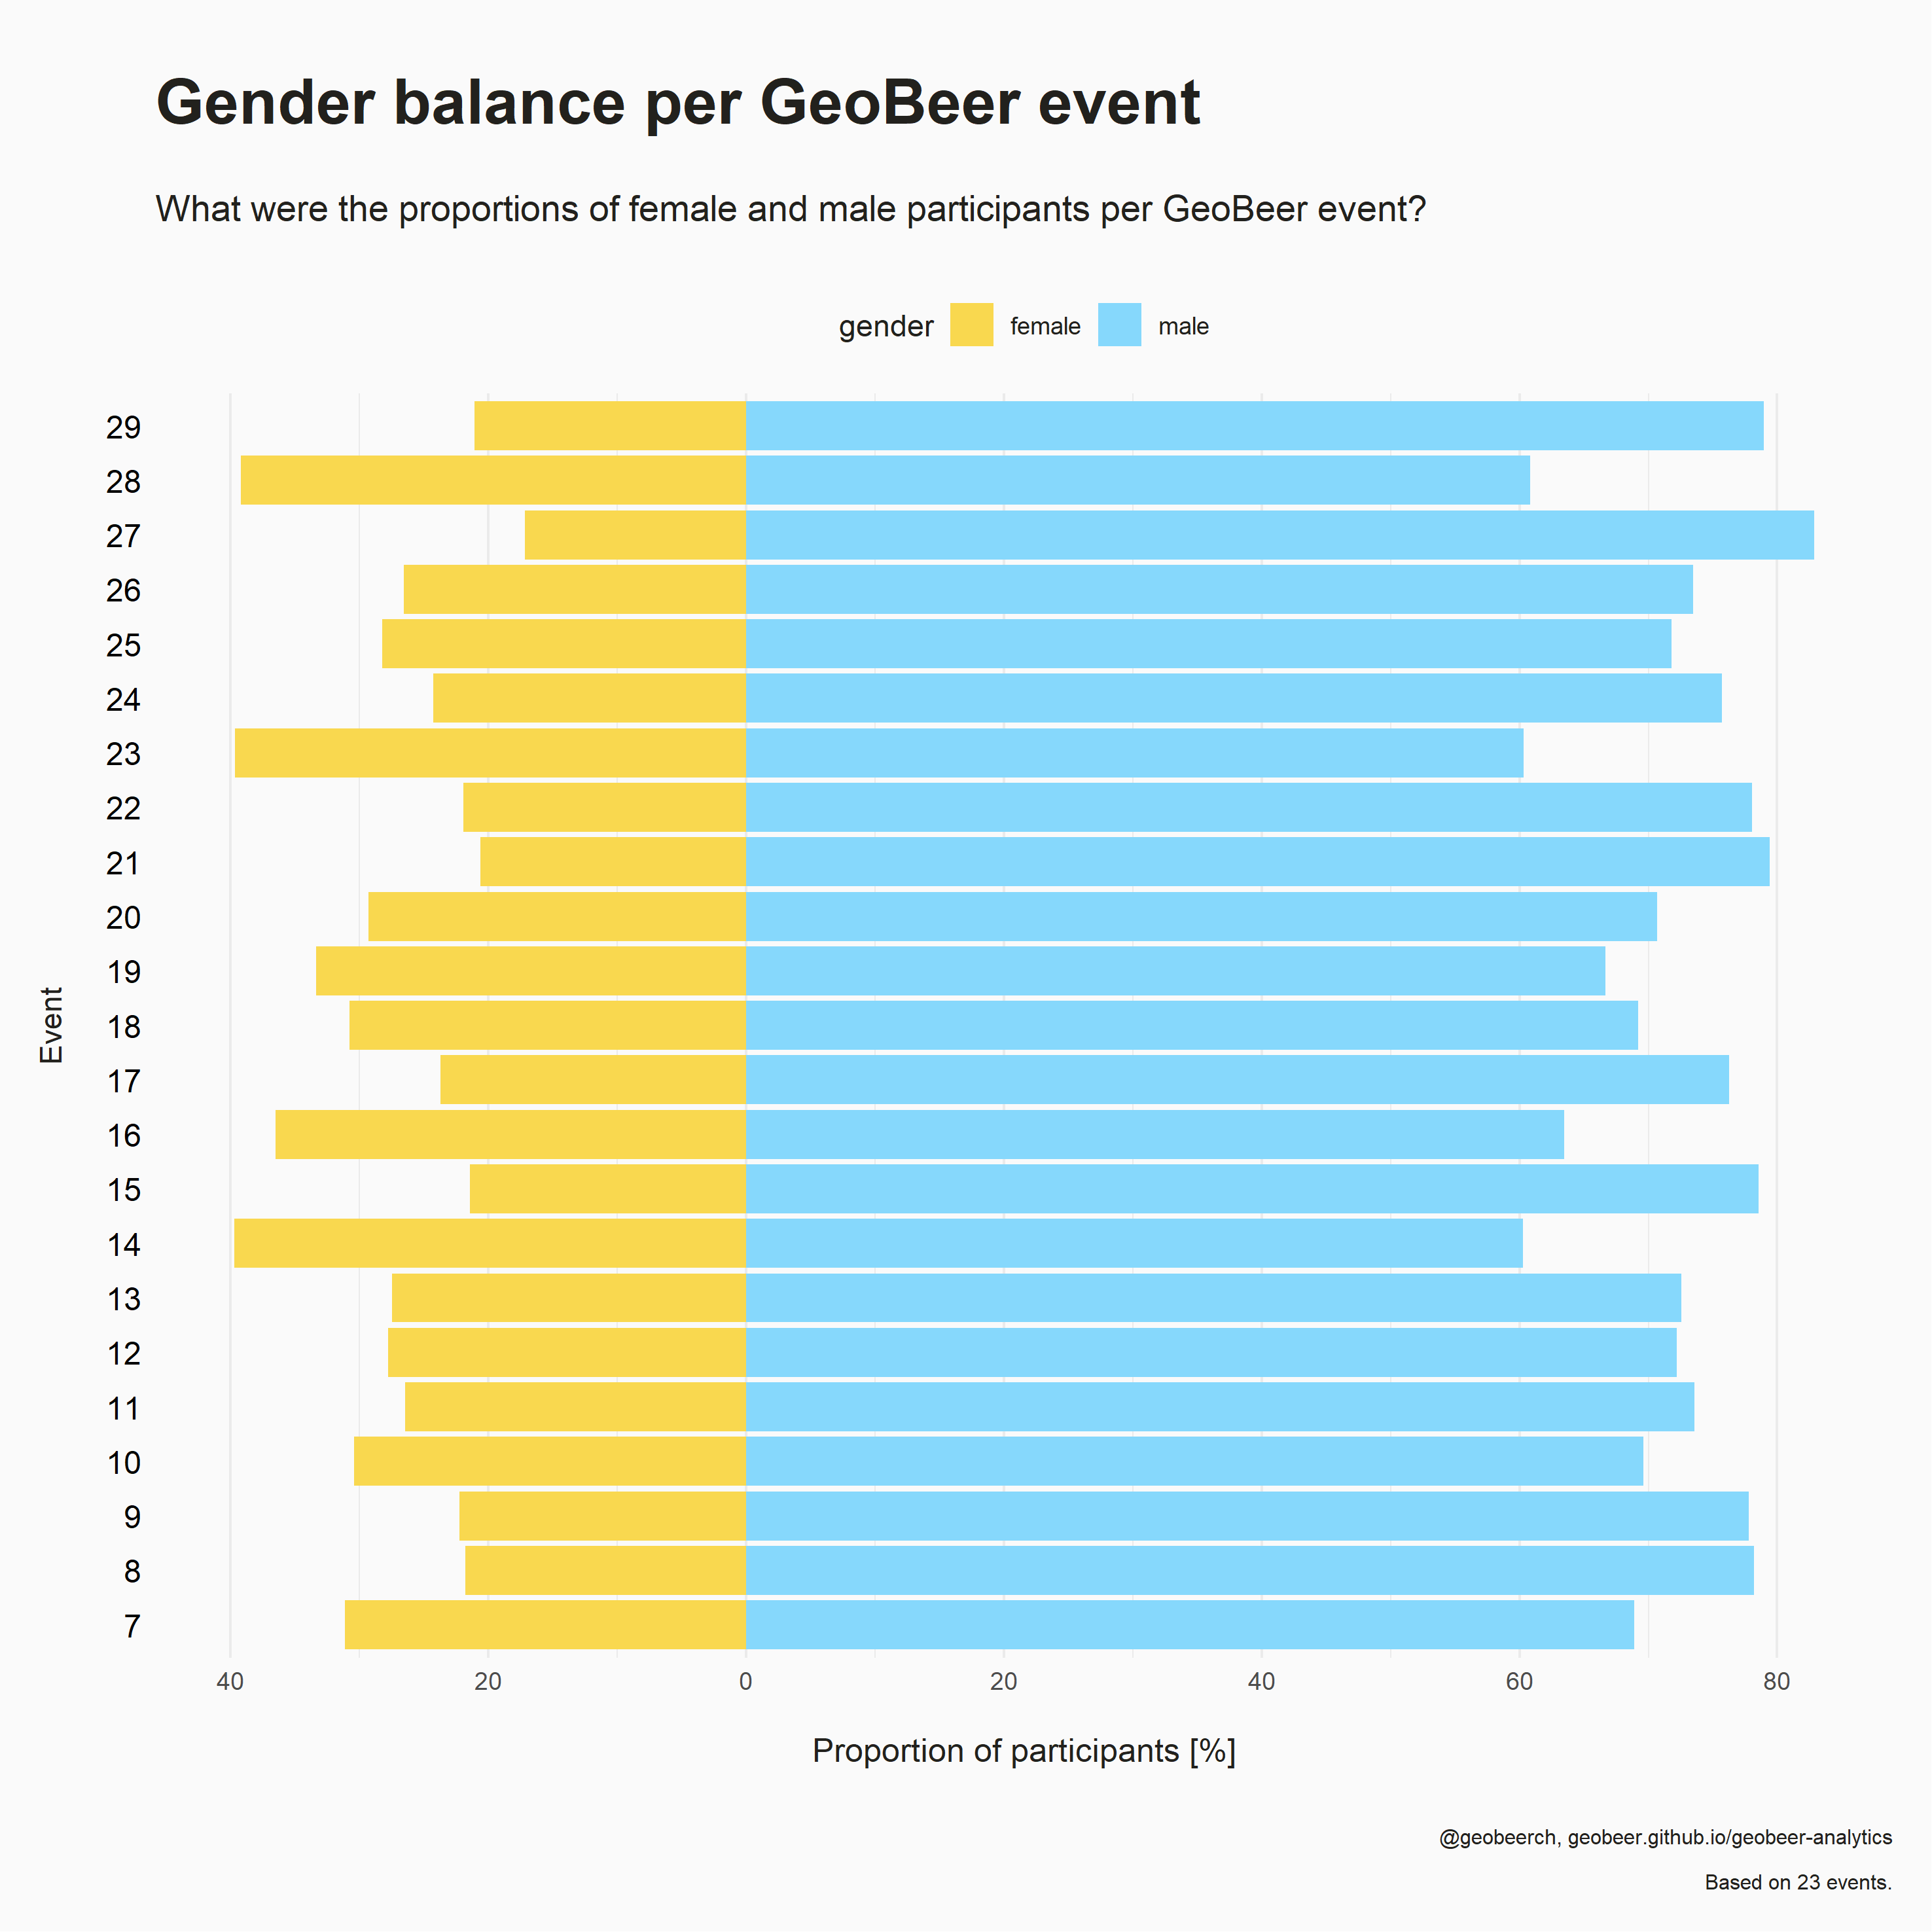 Gender balance per GeoBeer event
What were the proportions of female and male participants per GeoBeer event?
gender female male
29
28
27
26
25
24
23
22
21
20
19
18
17
16
15
14
13
12
11
10
9
8
7
Event
40 20 0 20 40 60 80
Proportion of participants [%]
@geobeerch, geobeer.github.io/geobeer-analytics
Based on 23 events.